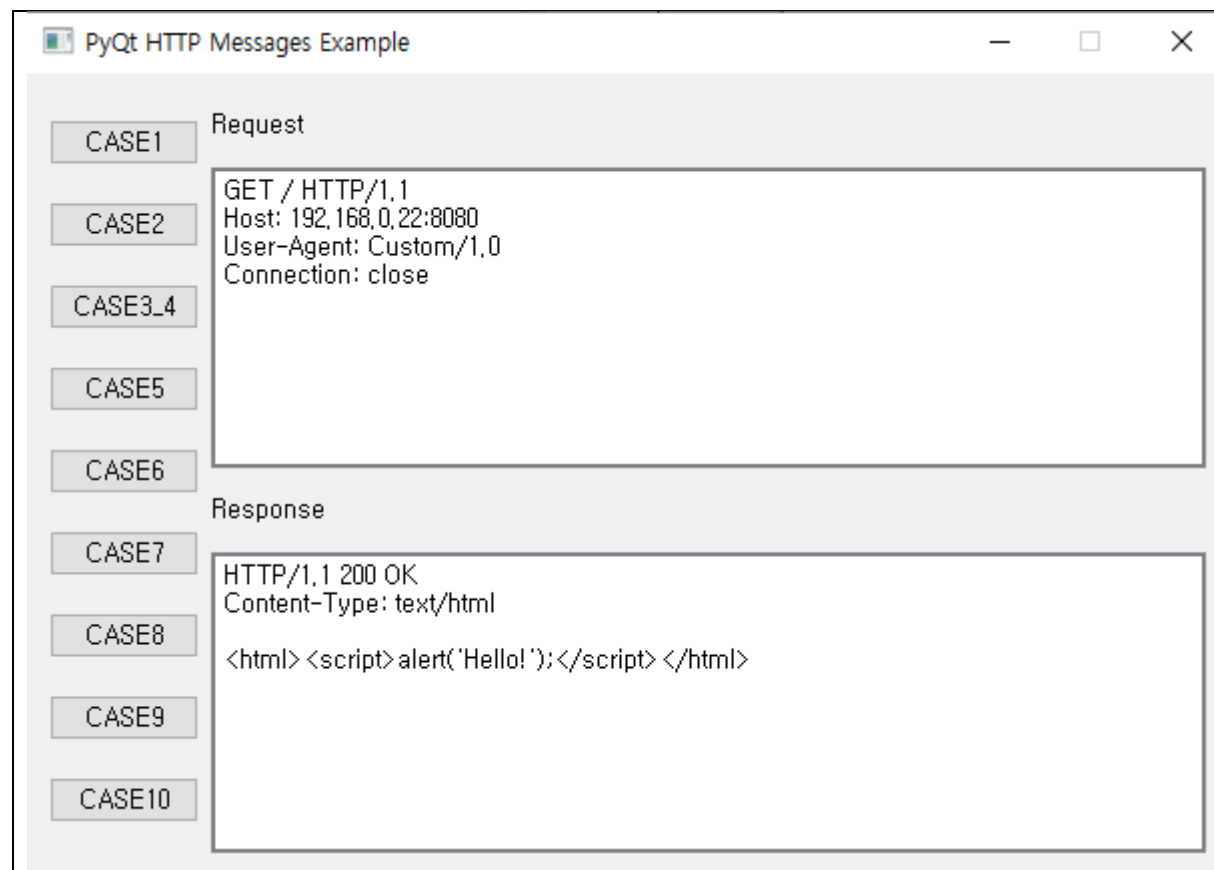 PyQt HTTP Messages Example
CASE1
CASE2
CASE3_4
CASE5
CASE6
CASE7
CASE8
CASE9
CASE10
Request
GET / HTTP/1.1
Host: 192.168.0.22:8080
User-Agent: Custom/1.0
Connection: close
Response
HTTP/1.1 200 OK
Content-Type: text/html
<html><script>alert('Hello!');</script></html>